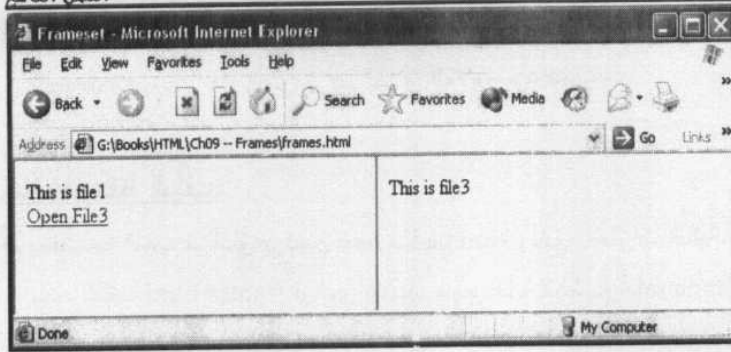 Frameset - Microsoft Internet Explorer
File Edit View Favorites Tools Help
Back Search Favorites Media
Address G:\Books\HTML\Ch09 -- Frames\frames.html Go Links »
This is file1
Open File3
This is file3
Done My Computer